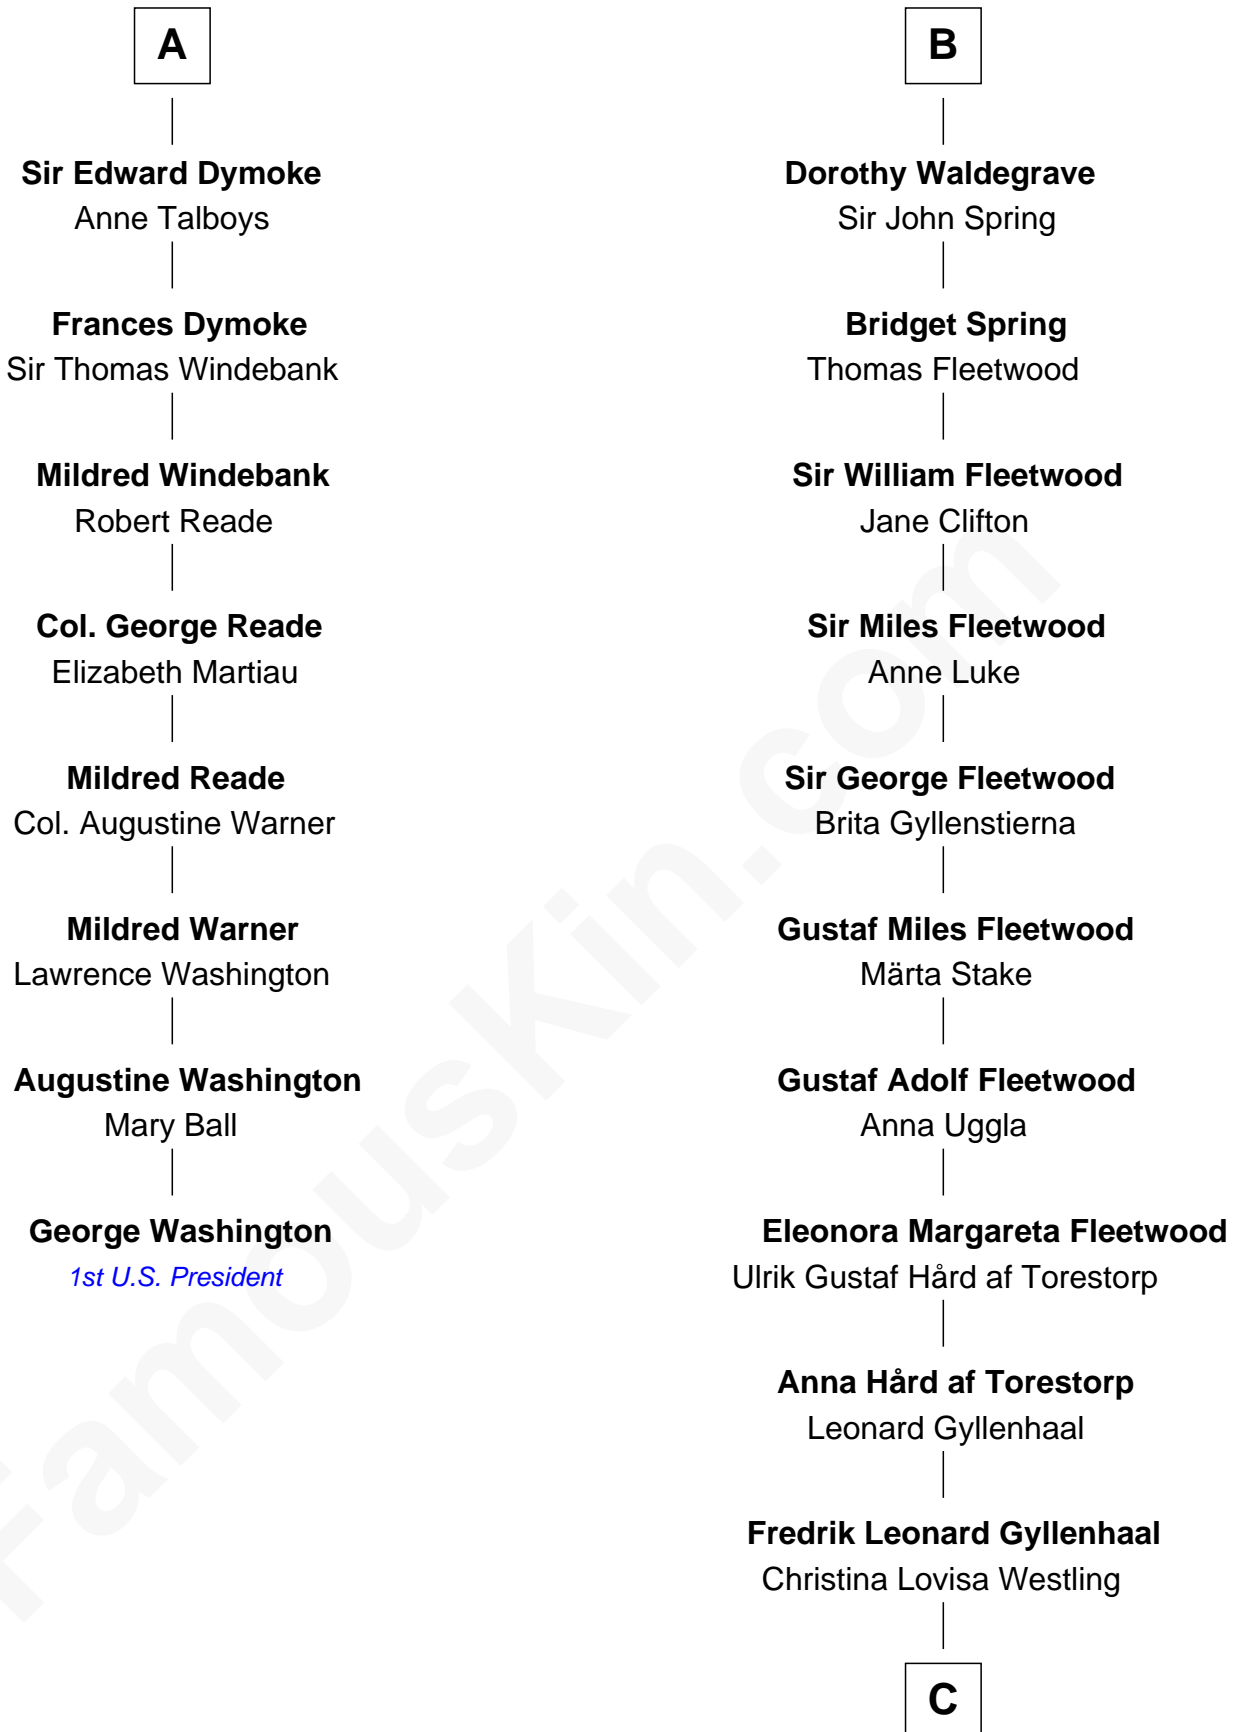 A
Sir Edward Dymoke
Anne Talboys
Frances Dymoke
Sir Thomas Windebank
Mildred Windebank
Robert Reade
Col. George Reade
Elizabeth Martiau
Mildred Reade
Col. Augustine Warner
Mildred Warner
Lawrence Washington
Augustine Washington
Mary Ball
George Washington
1st U.S. President
B
Dorothy Waldegrave
Sir John Spring
Bridget Spring
Thomas Fleetwood
Sir William Fleetwood
Jane Clifton
Sir Miles Fleetwood
Anne Luke
Sir George Fleetwood
Brita Gyllenstierna
Gustaf Miles Fleetwood
Märta Stake
Gustaf Adolf Fleetwood
Anna Uggla
Eleonora Margareta Fleetwood
Ulrik Gustaf Hård af Torestorp
Anna Hård af Torestorp
Leonard Gyllenhaal
Fredrik Leonard Gyllenhaal
Christina Lovisa Westling
C
FamousKin.com